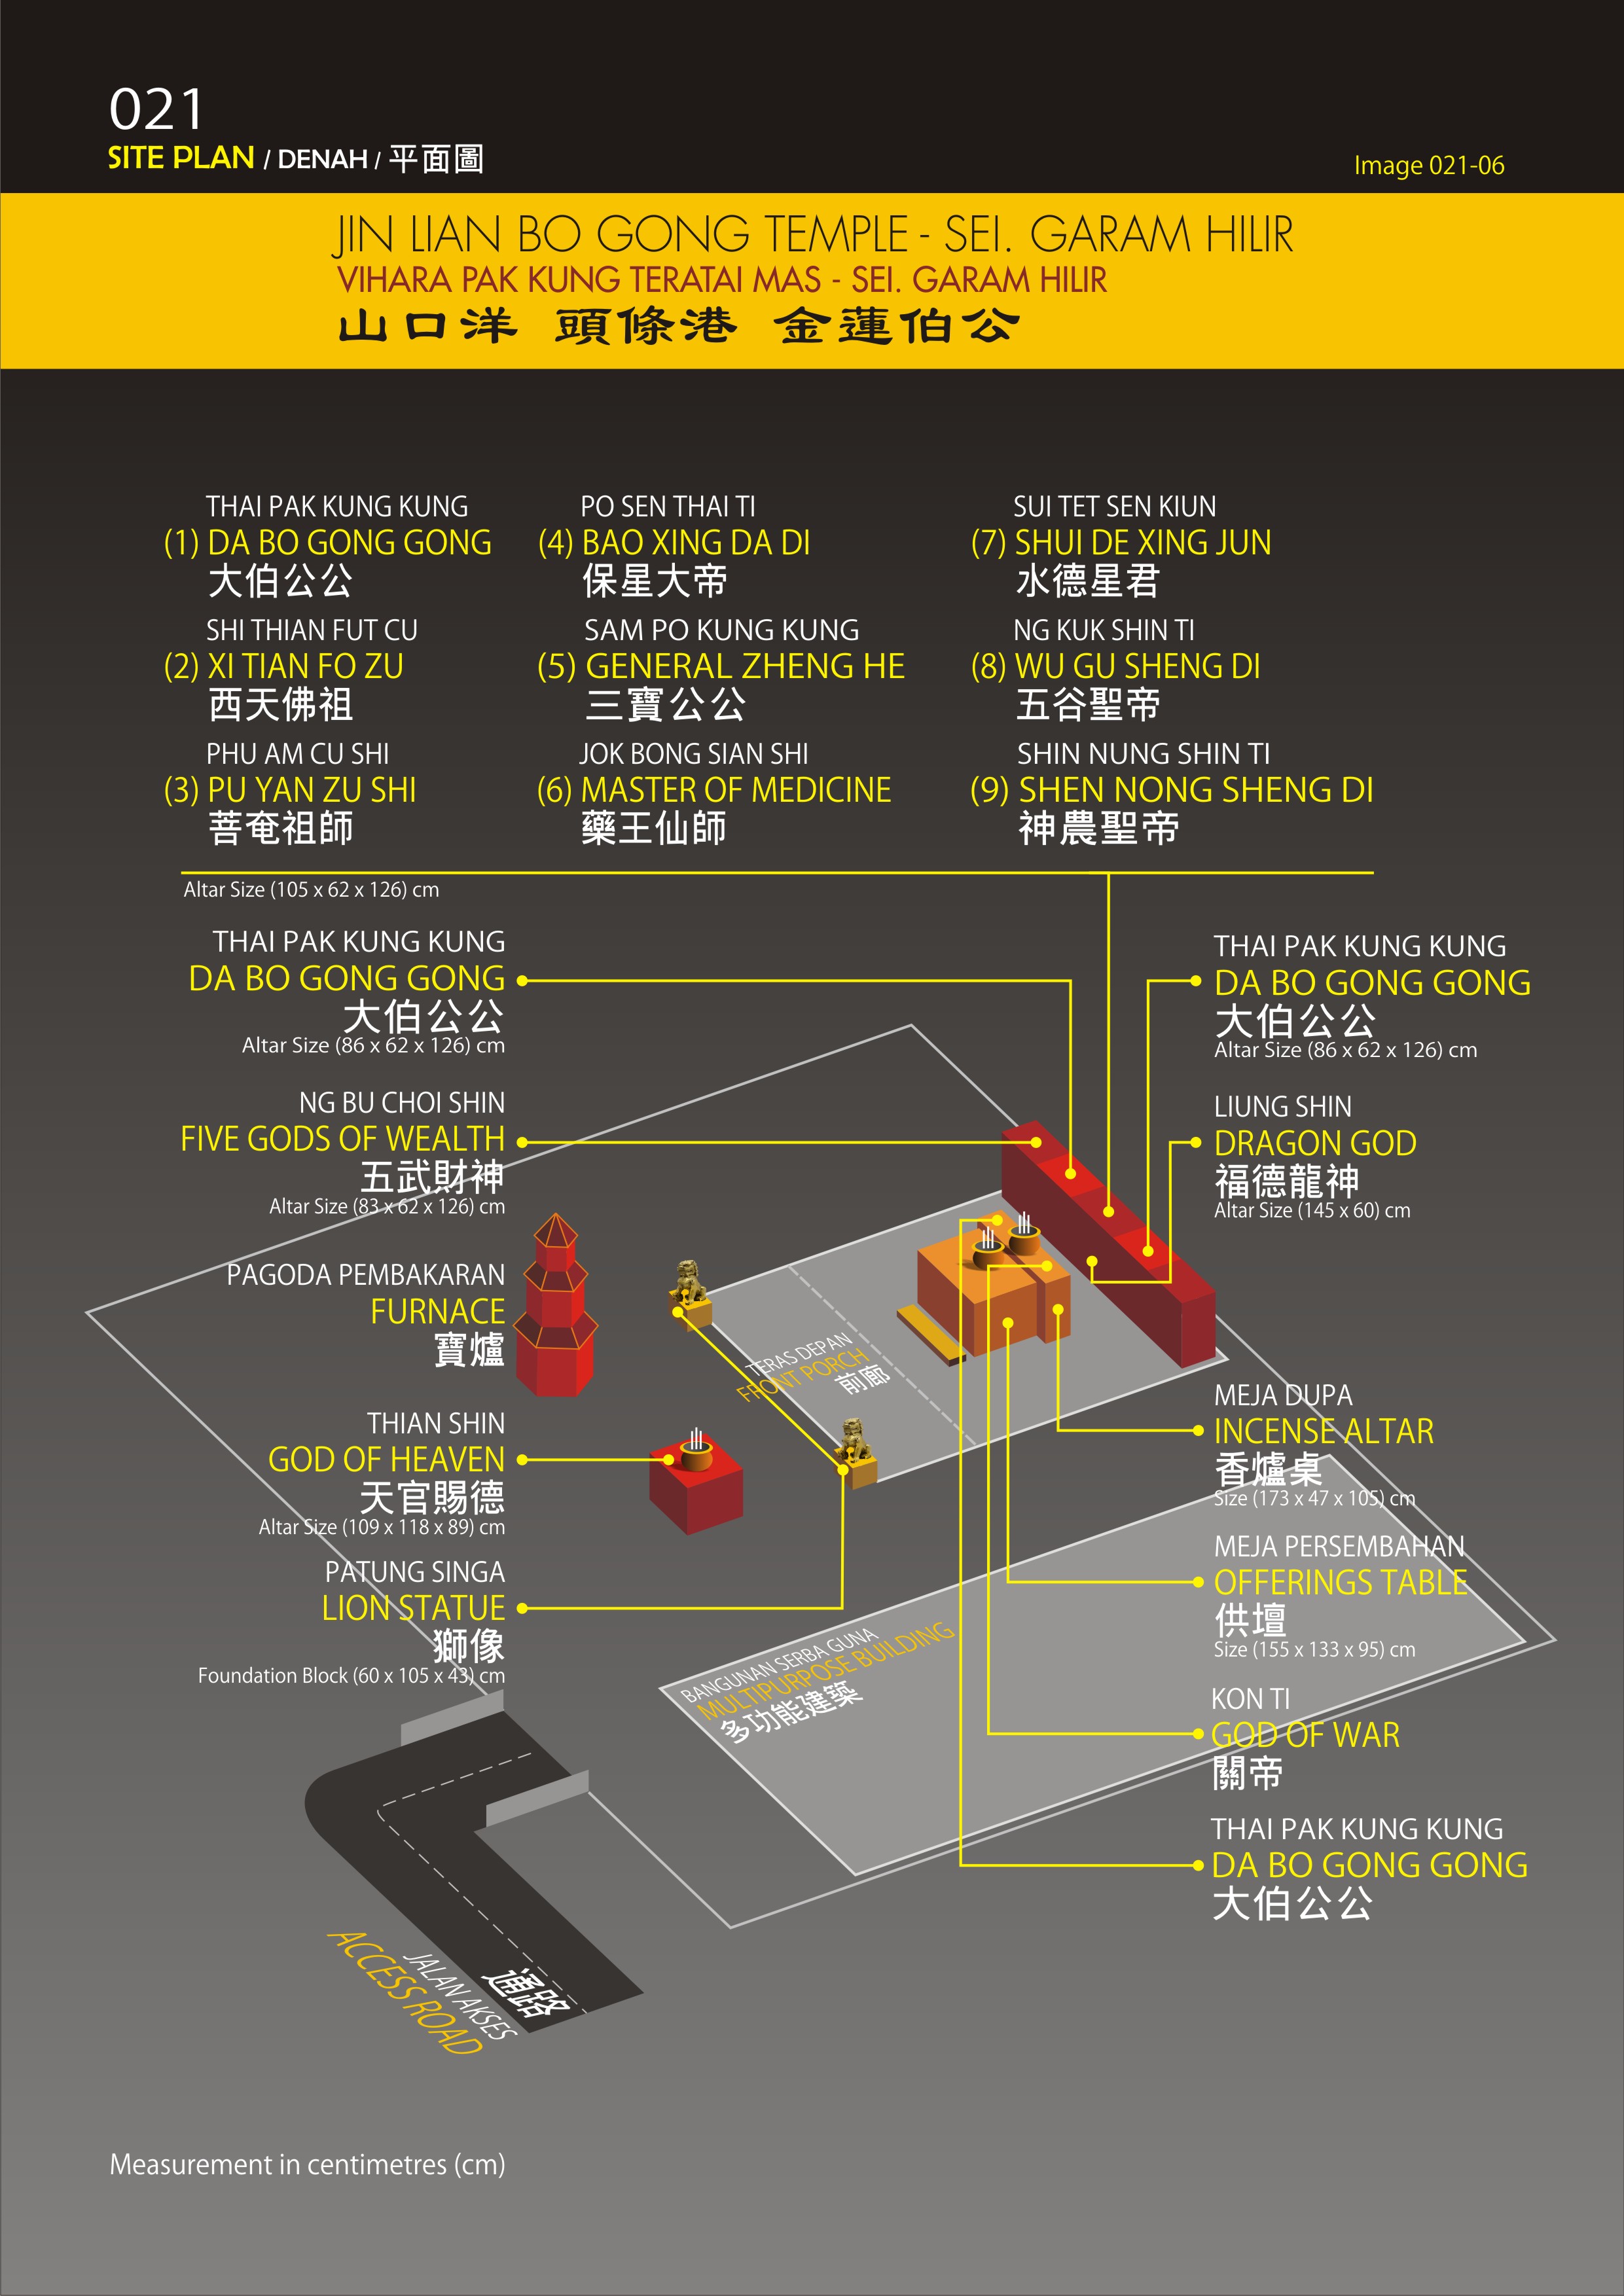 021
SITE PLAN / DENAH / 平面圖
Image 021-06
JIN LIAN BO GONG TEMPLE - SEI. GARAM HILIR
VIHARA PAK KUNG TERATAI MAS - SEI. GARAM HILIR
山口洋 頭條港 金蓮伯公
THAI PAK KUNG KUNG
(1) DA BO GONG GONG
大伯公公
SHI THIAN FUT CU
(2) XI TIAN FO ZU
西天佛祖
PHU AM CU SHI
(3) PU YAN ZU SHI
菩奄祖師
PO SEN THAI TI
(4) BAO XING DA DI
保星大帝
SAM PO KUNG KUNG
(5) GENERAL ZHENG HE
三寶公公
JOK BONG SIAN SHI
(6) MASTER OF MEDICINE
藥王仙師
SUI TET SEN KIUN
(7) SHUI DE XING JUN
水德星君
NG KUK SHIN TI
(8) WU GU SHENG DI
五谷聖帝
SHIN NUNG SHIN TI
(9) SHEN NONG SHENG DI
神農聖帝
Altar Size (105 x 62 x 126) cm
THAI PAK KUNG KUNG
DA BO GONG GONG
大伯公公
Altar Size (86 x 62 x 126) cm
NG BU CHOI SHIN
FIVE GODS OF WEALTH
五武財神
Altar Size (83 x 62 x 126) cm
PAGODA PEMBAKARAN
FURNACE
寶爐
THIAN SHIN
GOD OF HEAVEN
天官賜德
Altar Size (109 x 118 x 89) cm
PATUNG SINGA
LION STATUE
獅像
Foundation Block (60 x 105 x 43) cm
THAI PAK KUNG KUNG
DA BO GONG GONG
大伯公公
Altar Size (86 x 62 x 126) cm
LIUNG SHIN
DRAGON GOD
福德龍神
Altar Size (145 x 60) cm
TERAS DEPAN
FRONT PORCH
前廊
MEJA DUPA
INCENSE ALTAR
香爐桌
Size (173 x 47 x 105) cm
MEJA PERSEMBAHAN
OFFERINGS TABLE
供壇
Size (155 x 133 x 95) cm
KON TI
GOD OF WAR
關帝
THAI PAK KUNG KUNG
DA BO GONG GONG
大伯公公
BANGUNAN SERBA GUNA
MULTIPURPOSE BUILDING
多功能建築
通路
JALAN AKSES
ACCESS ROAD
Measurement in centimetres (cm)